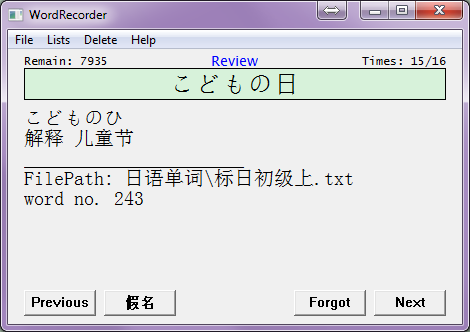 WordRecorder
File Lists Delete Help
Remain: 7935 Review Times: 15/16
こどもの日
こどものひ
解释 儿童节
FilePath: 日语单词\标日初级上.txt
word no. 243
Previous 假名 Forgot Next